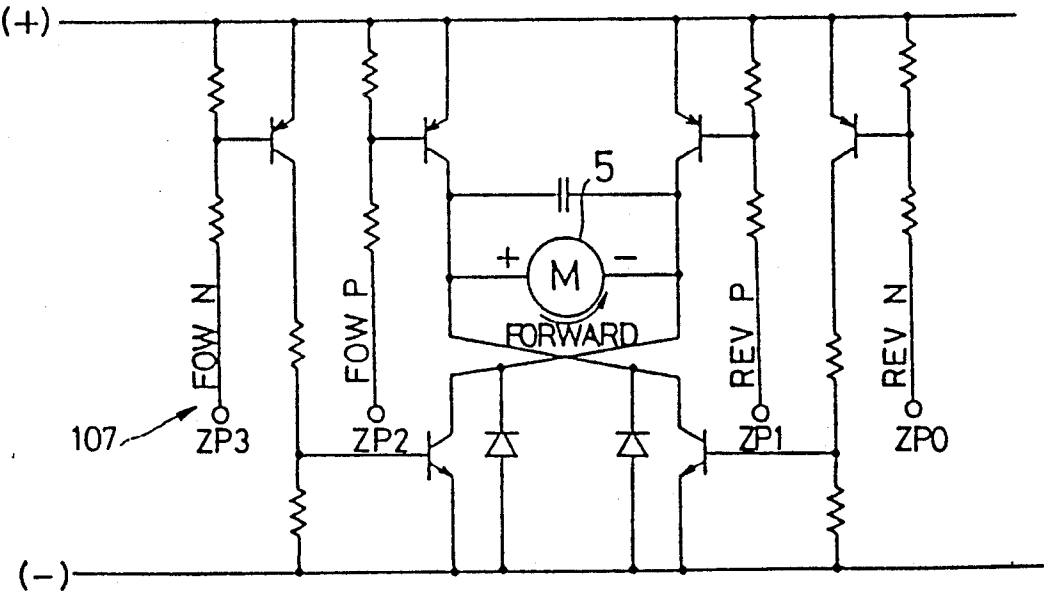 (+)
5
+ M -
FORWARD
FOW N
FOW P
REV P
REV N
107
ZP3
ZP2
ZP1
ZP0
(-)